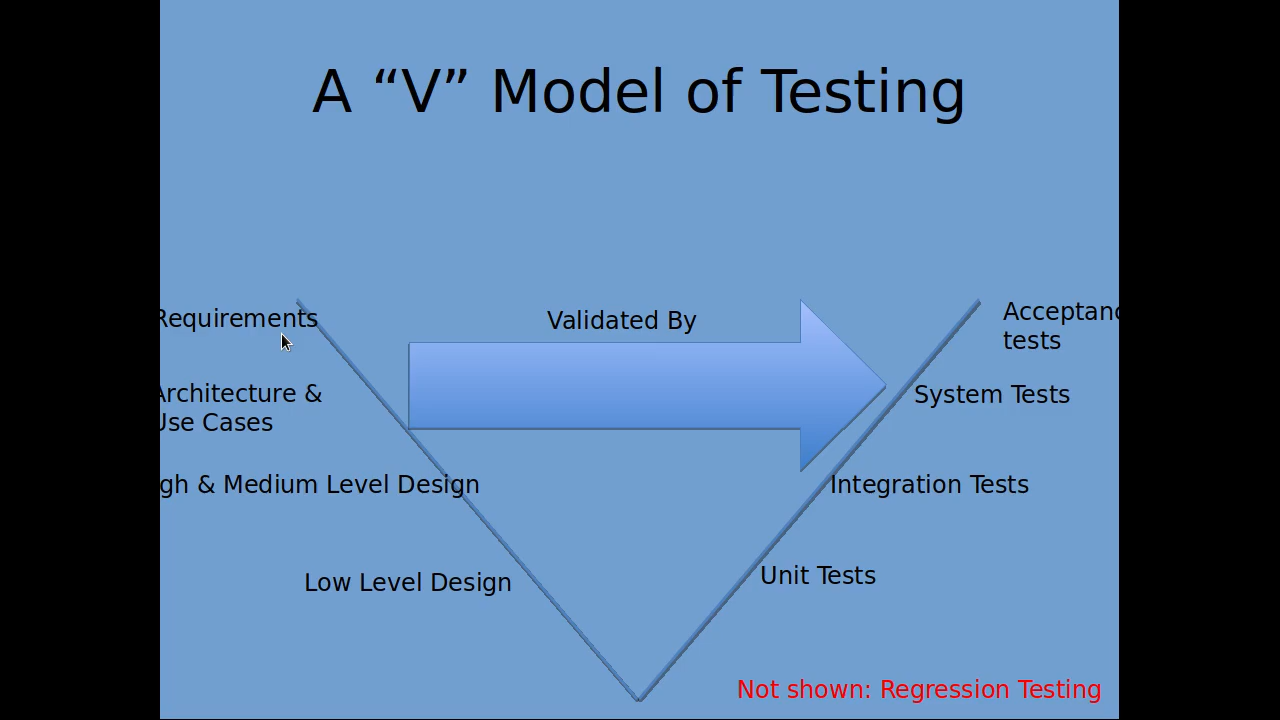 A “V” Model of Testing
Requirements
Validated By
Acceptanc
tests
Architecture &
Use Cases
System Tests
gh & Medium Level Design
Integration Tests
Low Level Design
Unit Tests
Not shown: Regression Testing